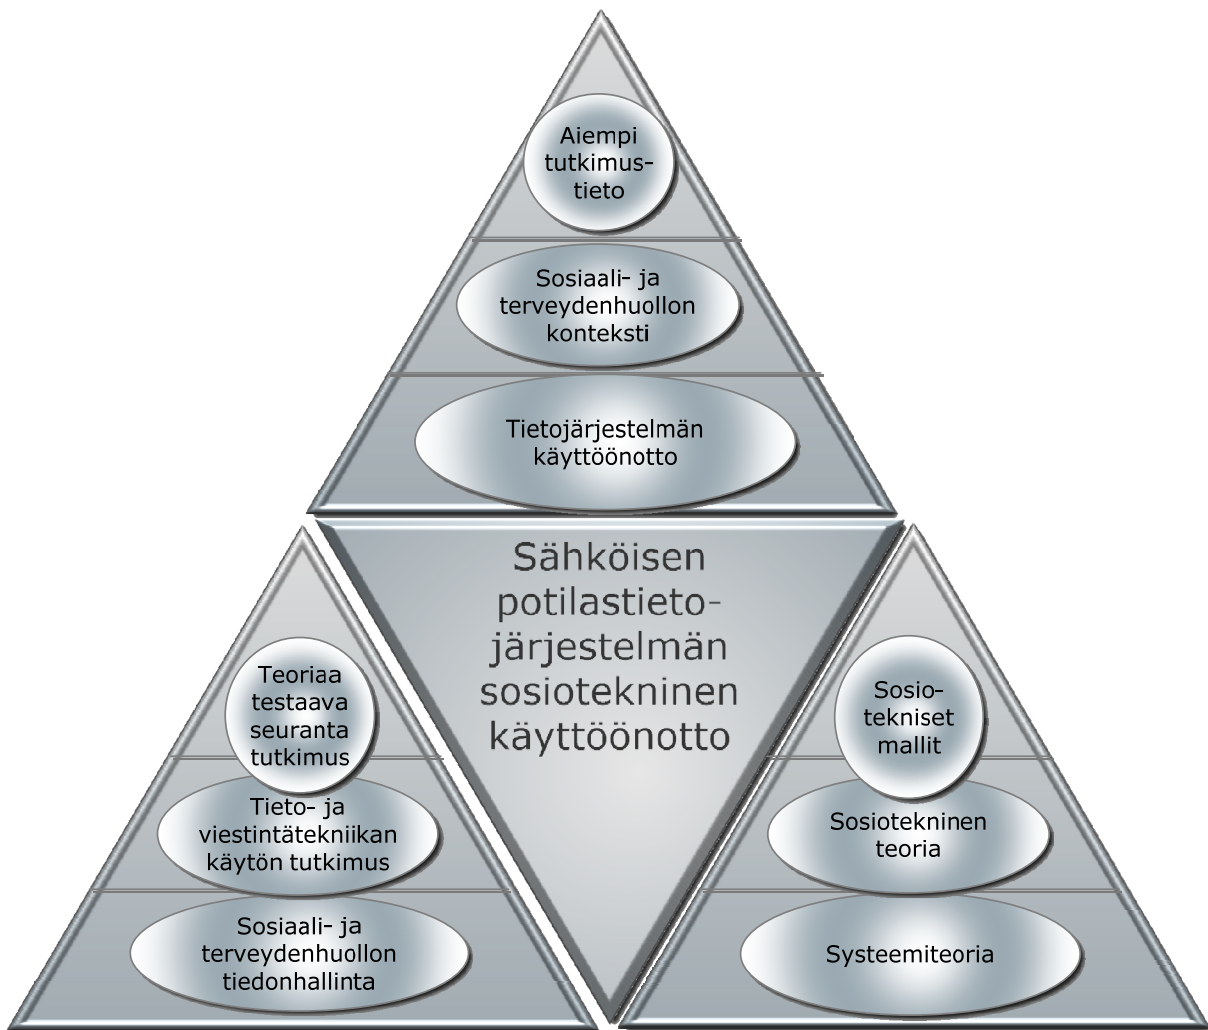 Aiempi
tutkimus-
tieto
Sosiaali- ja
terveydenhuollon
konteksti
Tietojärjestelmän
käyttöönotto
Sähköisen
potilastieto-
järjestelmän
sosiotekninen
käyttöönotto
Teoriaa
testaava
seuranta
tutkimus
Tieto- ja
viestintätekniikan
käytön tutkimus
Sosiaali- ja
terveydenhuollon
tiedonhallinta
Sosio-
tekniset
mallit
Sosiotekninen
teoria
Systeemiteoria